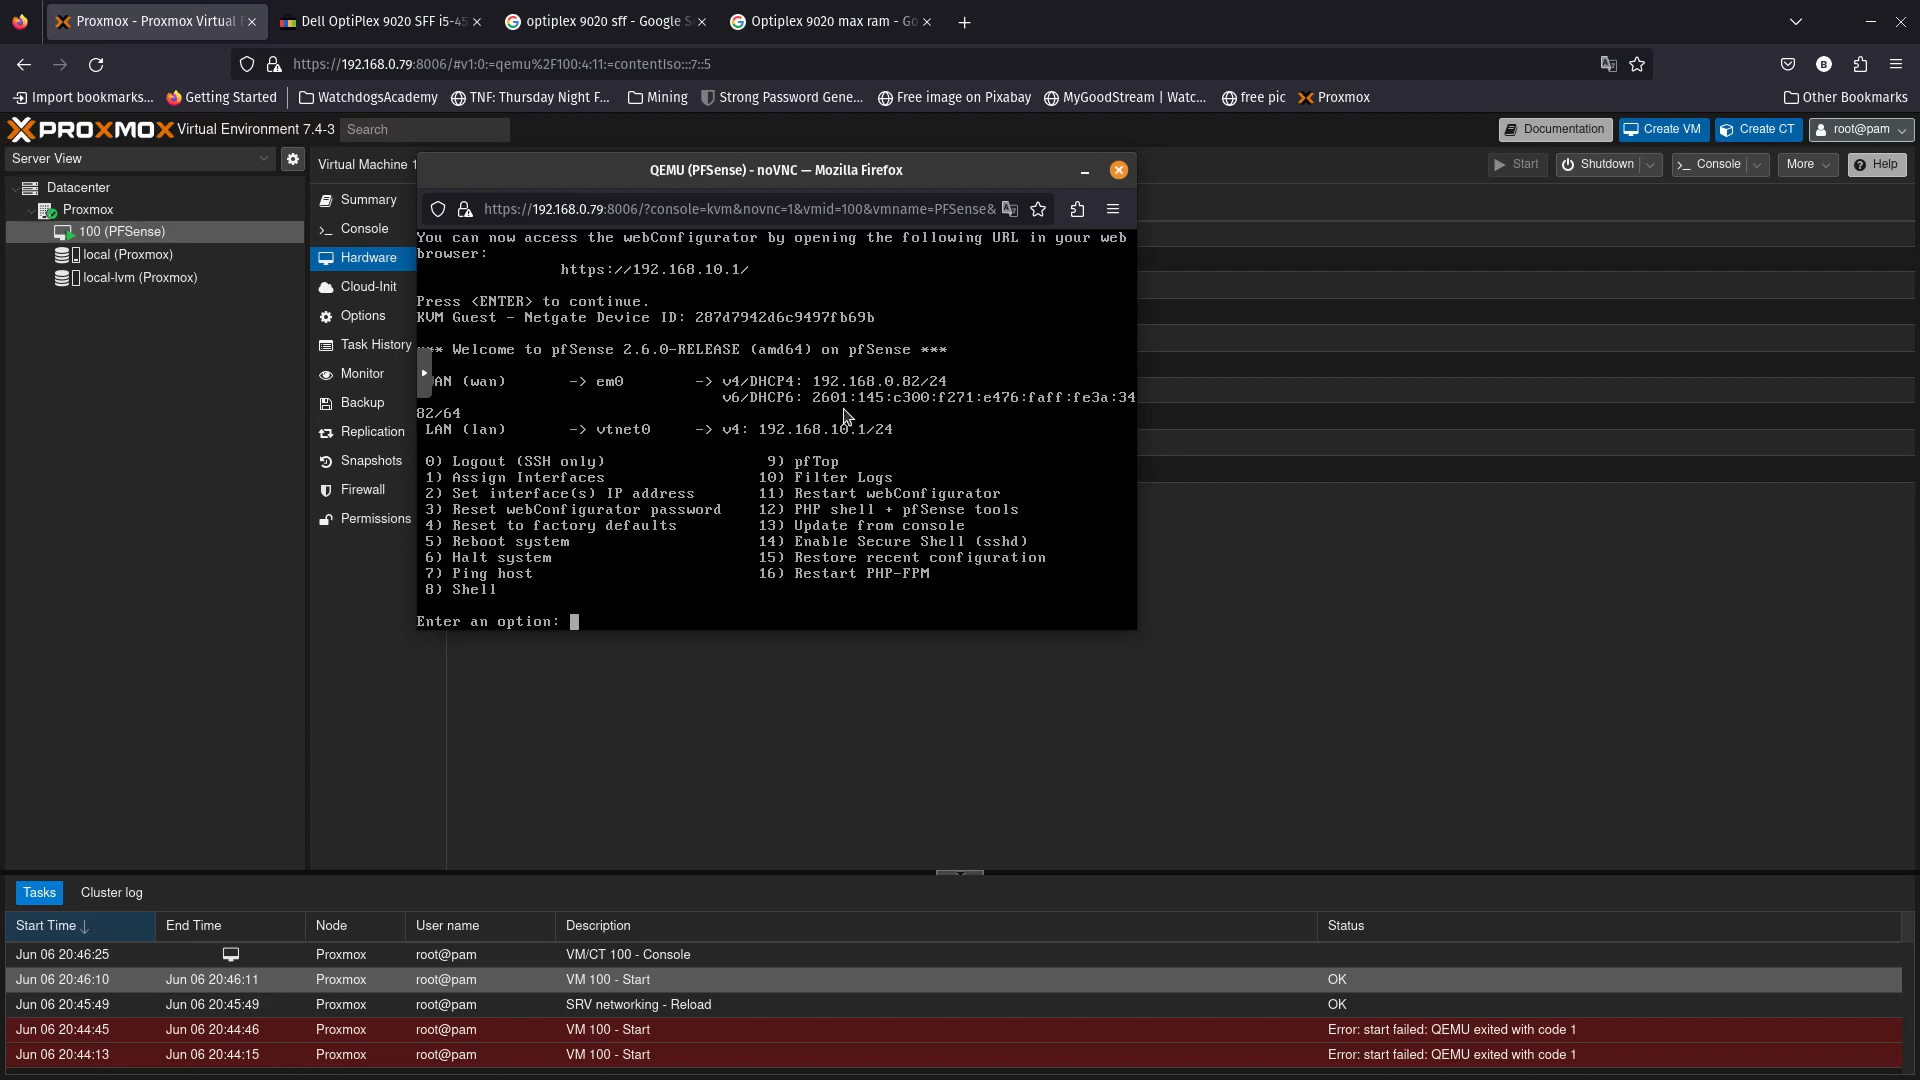 Proxmox - Proxmox Virtual
Dell OptiPlex 9020 SFF i5-45
optiplex 9020 sff - Google S
Optiplex 9020 max ram - Go
https://192.168.0.79:8006/#v1:0:=qemu%2F100:4:11:=contentIso:::7::5
B
Import bookmarks...
Getting Started
WatchdogsAcademy
TNF: Thursday Night F...
Mining
Strong Password Gene...
Free image on Pixabay
MyGoodStream | Watc...
free pic
Proxmox
Other Bookmarks
PROXMOX Virtual Environment 7.4-3
Search
Documentation
Create VM
Create CT
root@pam
Server View
Virtual Machine 1
Start
Shutdown
Console
More
Help
Datacenter
Proxmox
100 (PFSense)
local (Proxmox)
local-lvm (Proxmox)
Summary
Console
Hardware
Cloud-Init
Options
Task History
Monitor
Backup
Replication
Snapshots
Firewall
Permissions
QEMU (PFSense) - noVNC — Mozilla Firefox
https://192.168.0.79:8006/?console=kvm&novnc=1&vmid=100&vmname=PFSense&
You can now access the webConfigurator by opening the following URL in your web
browser:
https://192.168.10.1/
Press <ENTER> to continue.
KVM Guest - Netgate Device ID: 287d7942d6c9497fb69b
*** Welcome to pfSense 2.6.0-RELEASE (amd64) on pfSense ***
WAN (wan) -> em0 -> v4/DHCP4: 192.168.0.82/24
v6/DHCP6: 2601:145:c300:f271:e476:faff:fe3a:34
82/64
LAN (lan) -> vtnet0 -> v4: 192.168.10.1/24
0) Logout (SSH only) 9) pfTop
1) Assign Interfaces 10) Filter Logs
2) Set interface(s) IP address 11) Restart webConfigurator
3) Reset webConfigurator password 12) PHP shell + pfSense tools
4) Reset to factory defaults 13) Update from console
5) Reboot system 14) Enable Secure Shell (sshd)
6) Halt system 15) Restore recent configuration
7) Ping host 16) Restart PHP-FPM
8) Shell
Enter an option:
Tasks
Cluster log
Start Time End Time Node User name Description Status
Jun 06 20:46:25 Proxmox root@pam VM/CT 100 - Console
Jun 06 20:46:10 Jun 06 20:46:11 Proxmox root@pam VM 100 - Start OK
Jun 06 20:45:49 Jun 06 20:45:49 Proxmox root@pam SRV networking - Reload OK
Jun 06 20:44:45 Jun 06 20:44:46 Proxmox root@pam VM 100 - Start Error: start failed: QEMU exited with code 1
Jun 06 20:44:13 Jun 06 20:44:15 Proxmox root@pam VM 100 - Start Error: start failed: QEMU exited with code 1